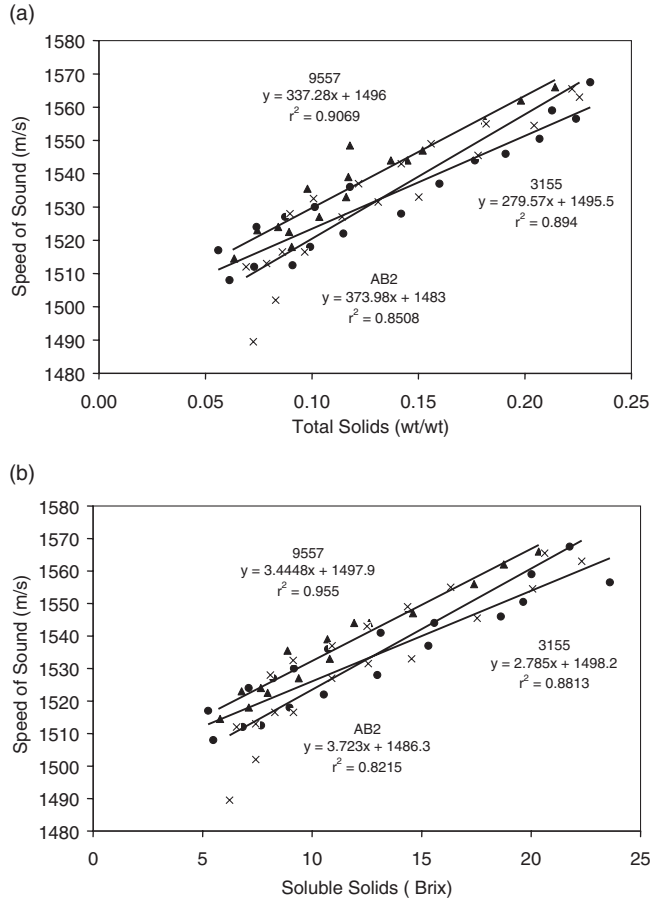 (a)
1580
1570
1560
1550
1540
1530
1520
1510
1500
1490
1480
Speed of Sound (m/s)
9557
y = 337.28x + 1496
r² = 0.9069
3155
y = 279.57x + 1495.5
r² = 0.894
AB2
y = 373.98x + 1483
r² = 0.8508
0.00 0.05 0.10 0.15 0.20 0.25
Total Solids (wt/wt)
(b)
1580
1570
1560
1550
1540
1530
1520
1510
1500
1490
1480
Speed of Sound (m/s)
9557
y = 3.4448x + 1497.9
r² = 0.955
3155
y = 2.785x + 1498.2
r² = 0.8813
AB2
y = 3.723x + 1486.3
r² = 0.8215
0 5 10 15 20 25
Soluble Solids ( Brix)